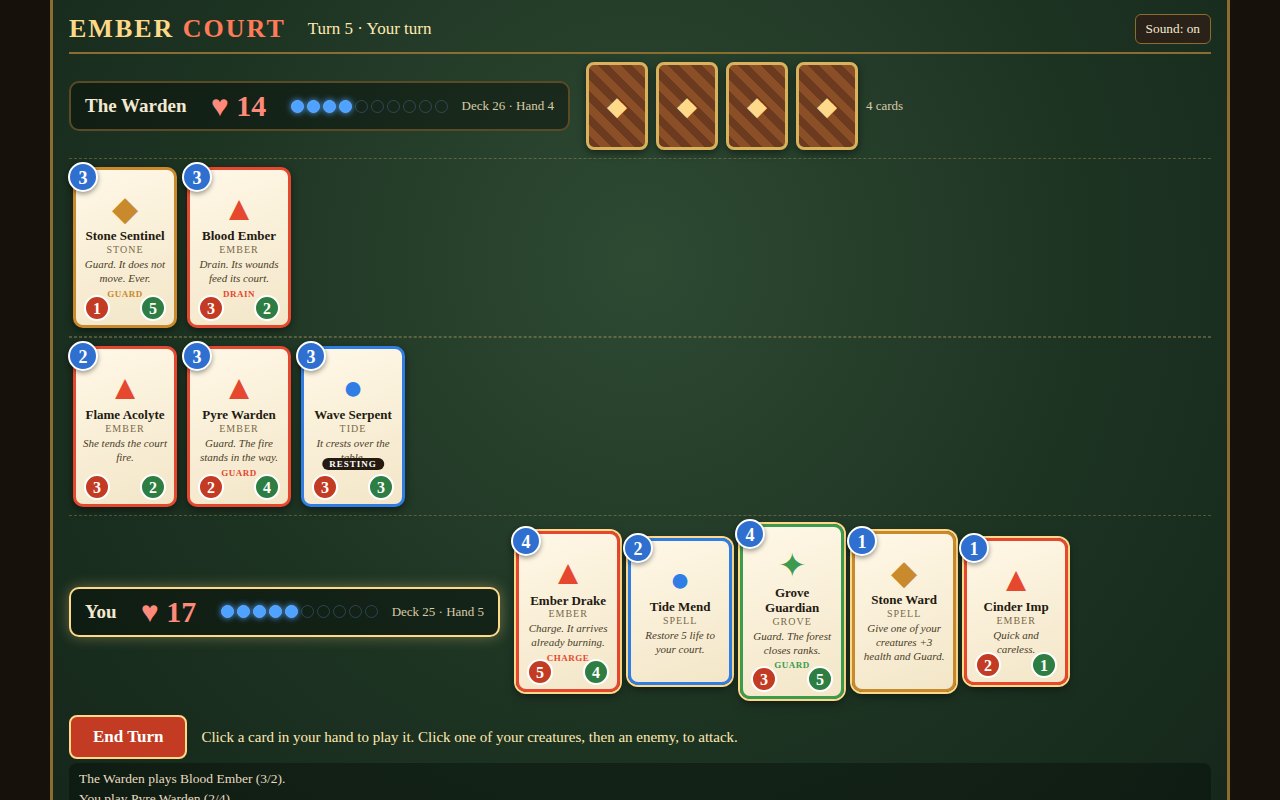 EMBER COURT
Turn 5 · Your turn
Sound: on
The Warden
♥ 14
Deck 26 · Hand 4
4 cards
3
Stone Sentinel
STONE
Guard. It does not
move. Ever.
GUARD
1
5
3
Blood Ember
EMBER
Drain. Its wounds
feed its court.
DRAIN
3
2
2
Flame Acolyte
EMBER
She tends the court
fire.
3
2
3
Pyre Warden
EMBER
Guard. The fire
stands in the way.
GUARD
2
4
3
Wave Serpent
TIDE
It crests over the
table.
RESTING
3
3
You
♥ 17
Deck 25 · Hand 5
4
Ember Drake
EMBER
Charge. It arrives
already burning.
CHARGE
5
4
2
Tide Mend
SPELL
Restore 5 life to
your court.
4
Grove
Guardian
GROVE
Guard. The forest
closes ranks.
GUARD
3
5
1
Stone Ward
SPELL
Give one of your
creatures +3
health and Guard.
1
Cinder Imp
EMBER
Quick and
careless.
2
1
End Turn
Click a card in your hand to play it. Click one of your creatures, then an enemy, to attack.
The Warden plays Blood Ember (3/2).
You play Pyre Warden (2/4).